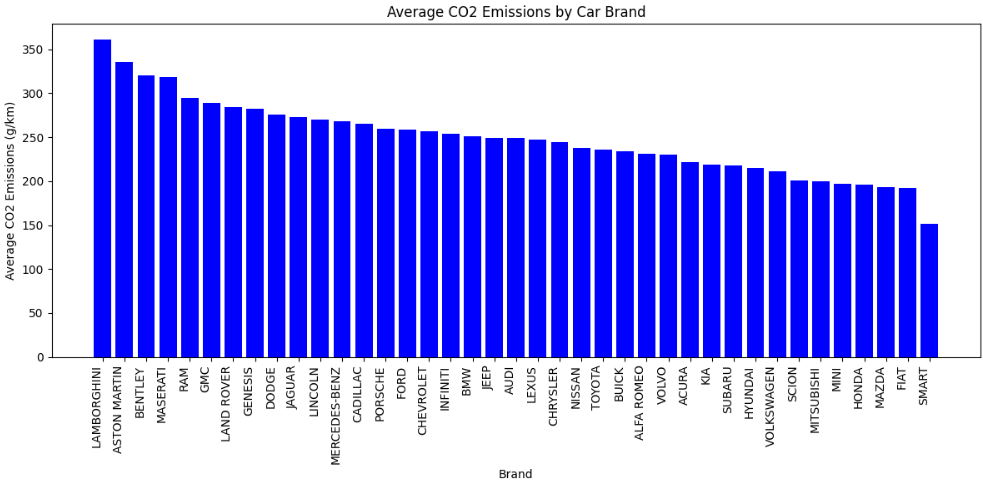 Average CO2 Emissions by Car Brand
Average CO2 Emissions (g/km)
350
300
250
200
150
100
50
0
LAMBORGHINI
ASTON MARTIN
BENTLEY
MASERATI
RAM
GMC
LAND ROVER
GENESIS
DODGE
JAGUAR
LINCOLN
MERCEDES-BENZ
CADILLAC
PORSCHE
FORD
CHEVROLET
INFINITI
BMW
JEEP
AUDI
LEXUS
CHRYSLER
NISSAN
TOYOTA
BUICK
ALFA ROMEO
VOLVO
ACURA
KIA
SUBARU
HYUNDAI
VOLKSWAGEN
SCION
MITSUBISHI
MINI
HONDA
MAZDA
FIAT
SMART
Brand